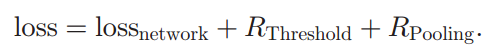 loss = loss_network + R_Threshold + R_Pooling.